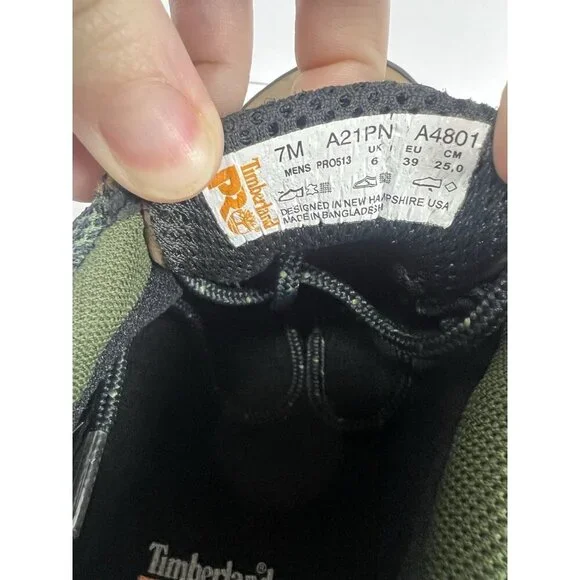 7M A21PN A4801
MENS PRO513 UK EU CM
6 39 25,0
Timberland
PRO
DESIGNED IN NEW HAMPSHIRE USA
MADE IN BANGLADESH
Timberland®